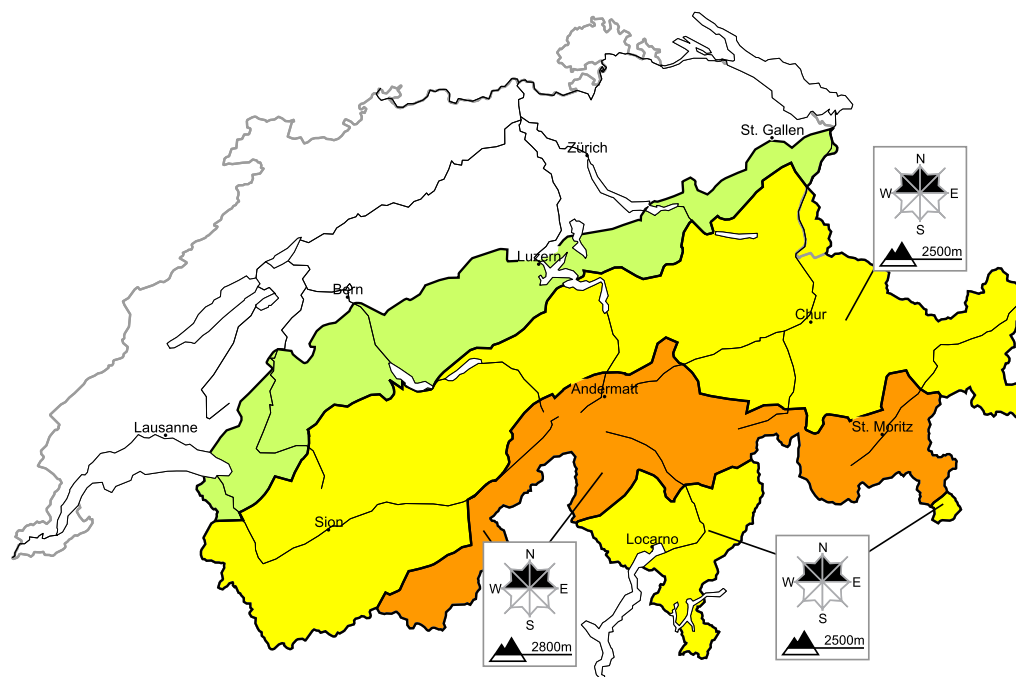 St. Gallen
Zürich
N
W E
S
2500m
Luzern
Bern
Chur
Andermatt
Lausanne
St. Moritz
Sion
Locarno
N
W E
S
2800m
N
W E
S
2500m